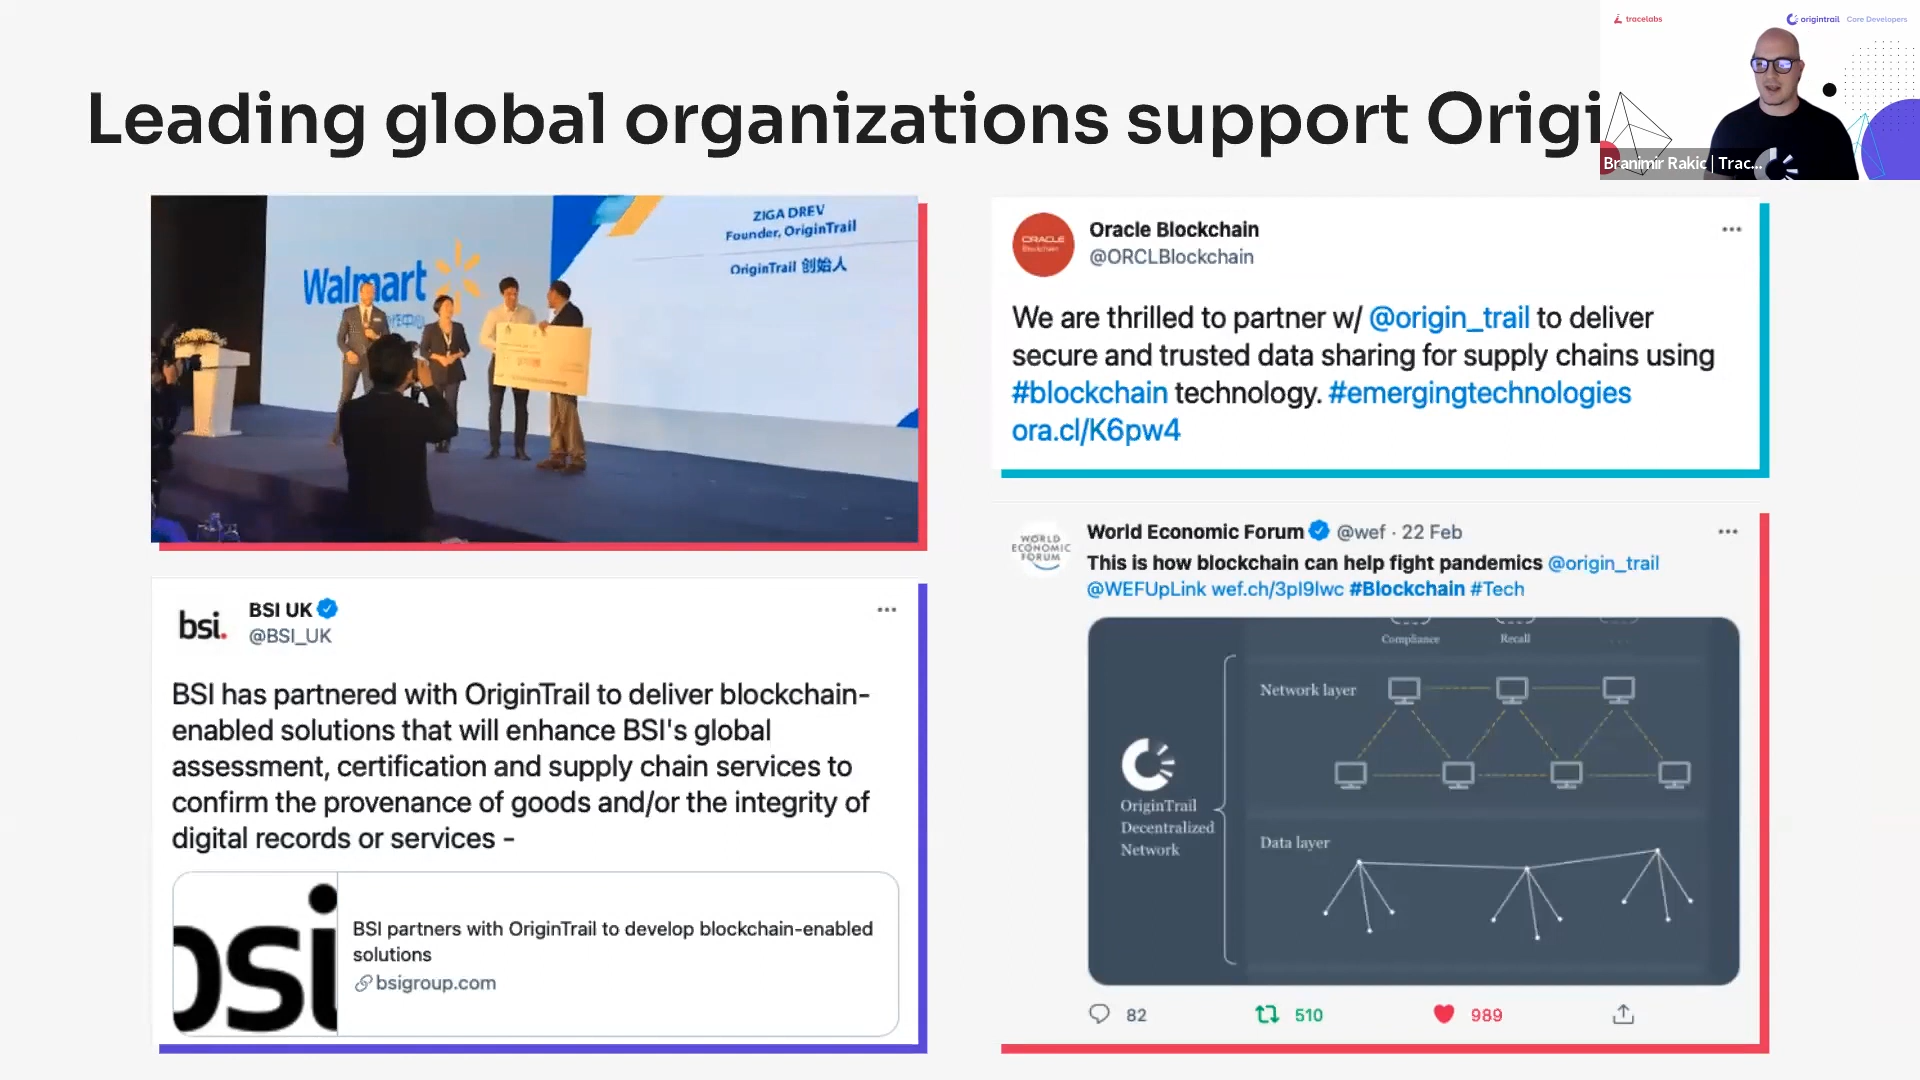 Leading global organizations support Origi
tracelabs
origintrail Core Developers
Branimir Rakic | Trac...
Walmart
ZIGA DREV
Founder, OriginTrail
OriginTrail 创始人
ORACLE
Blockchain
Oracle Blockchain
@ORCLBlockchain
We are thrilled to partner w/ @origin_trail to deliver
secure and trusted data sharing for supply chains using
#blockchain technology. #emergingtechnologies
ora.cl/K6pw4
bsi.
BSI UK
@BSI_UK
BSI has partnered with OriginTrail to deliver blockchain-
enabled solutions that will enhance BSI's global
assessment, certification and supply chain services to
confirm the provenance of goods and/or the integrity of
digital records or services -
bsi
BSI partners with OriginTrail to develop blockchain-enabled
solutions
bsigroup.com
WORLD
ECONOMIC
FORUM
World Economic Forum @wef · 22 Feb
This is how blockchain can help fight pandemics @origin_trail
@WEFUpLink wef.ch/3pI9lwc #Blockchain #Tech
Compliance
Recall
Network layer
OriginTrail
Decentralized
Network
Data layer
82
510
989